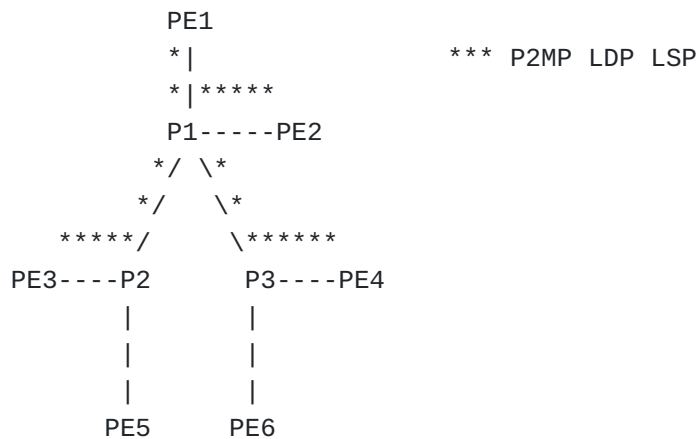 PE1
            *|                 *** P2MP LDP LSP
            *|*****
            P1-----PE2
           */ \*
          */   \*
    *****/      \******
 PE3----P2      P3----PE4
         |       |
         |       |
         |       |
        PE5     PE6